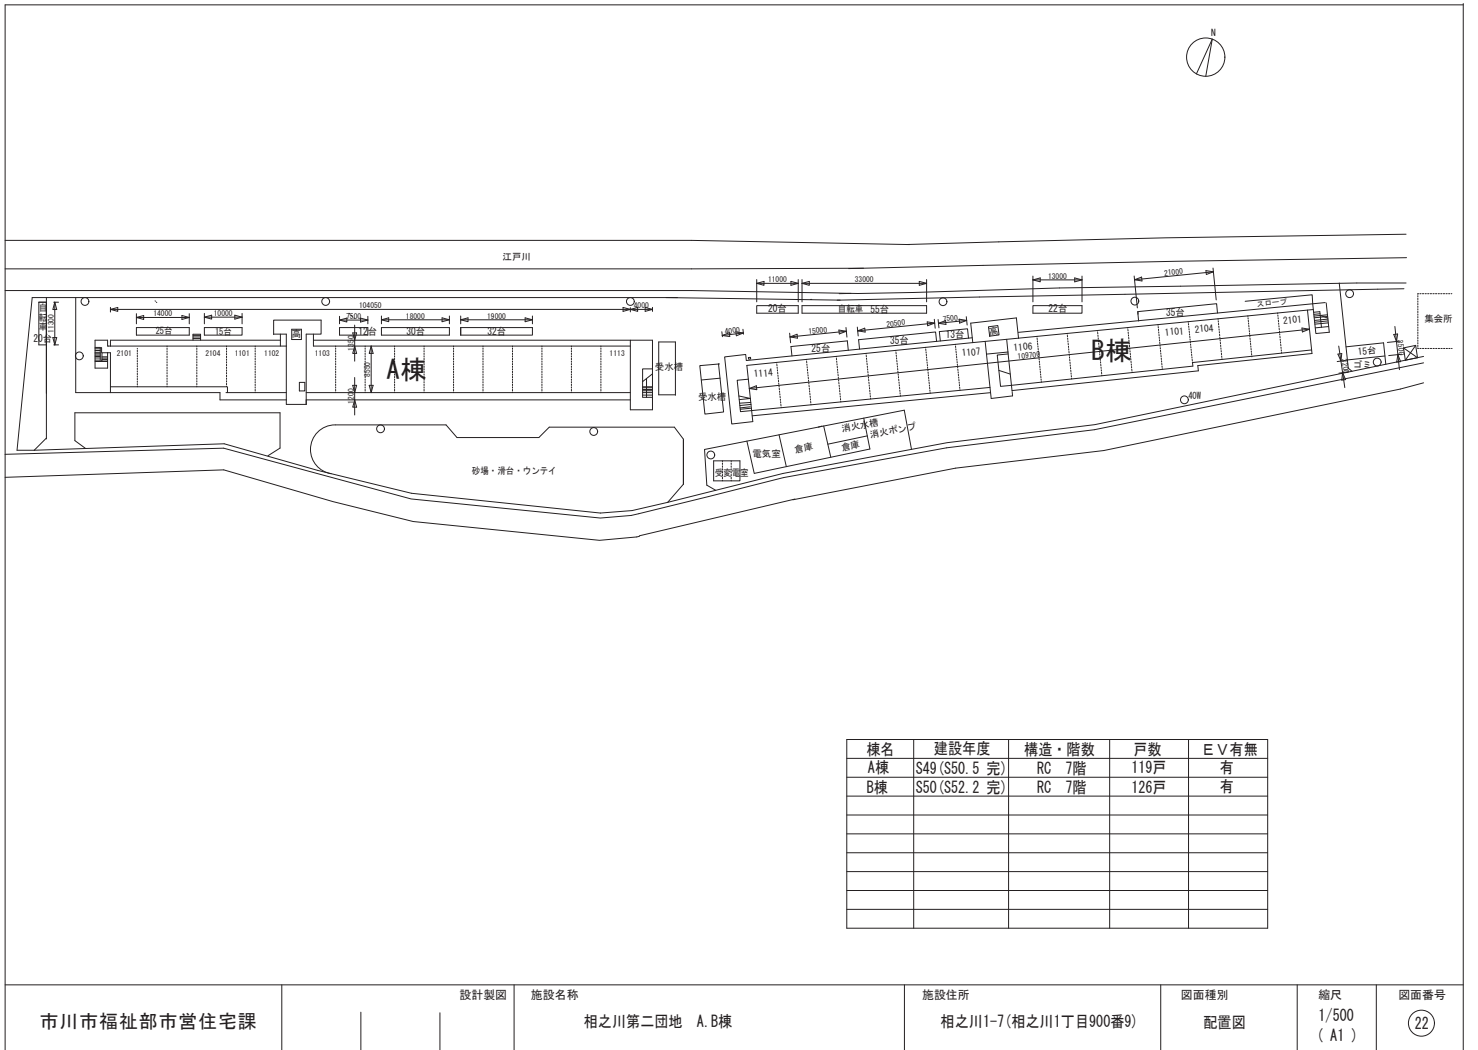 N
江戸川
11000
33000
13000
21000
20台
自転車 55台
22台
35台
スロープ
集会所
自転車
20台
11300
104050
4000
14000
10000
7500
18000
19000
25台
15台
12台
30台
32台
2101
2104
1101
1102
1103
1113
8550
1200
A棟
受水槽
4000
15000
20500
7500
25台
35台
13台
1114
1107
1106
109709
1101
2104
2101
B棟
15台
ゴミ
40W
受水槽
消火水槽
消火ポンプ
電気室
倉庫
倉庫
受変電室
砂場・滑台・ウンテイ
棟名 建設年度 構造・階数 戸数 EV有無
A棟 S49(S50.5 完) RC 7階 119戸 有
B棟 S50(S52.2 完) RC 7階 126戸 有
市川市福祉部市営住宅課
設計製図
施設名称
相之川第二団地 A.B棟
施設住所
相之川1-7(相之川1丁目900番9)
図面種別
配置図
縮尺
1/500
( A1 )
図面番号
22